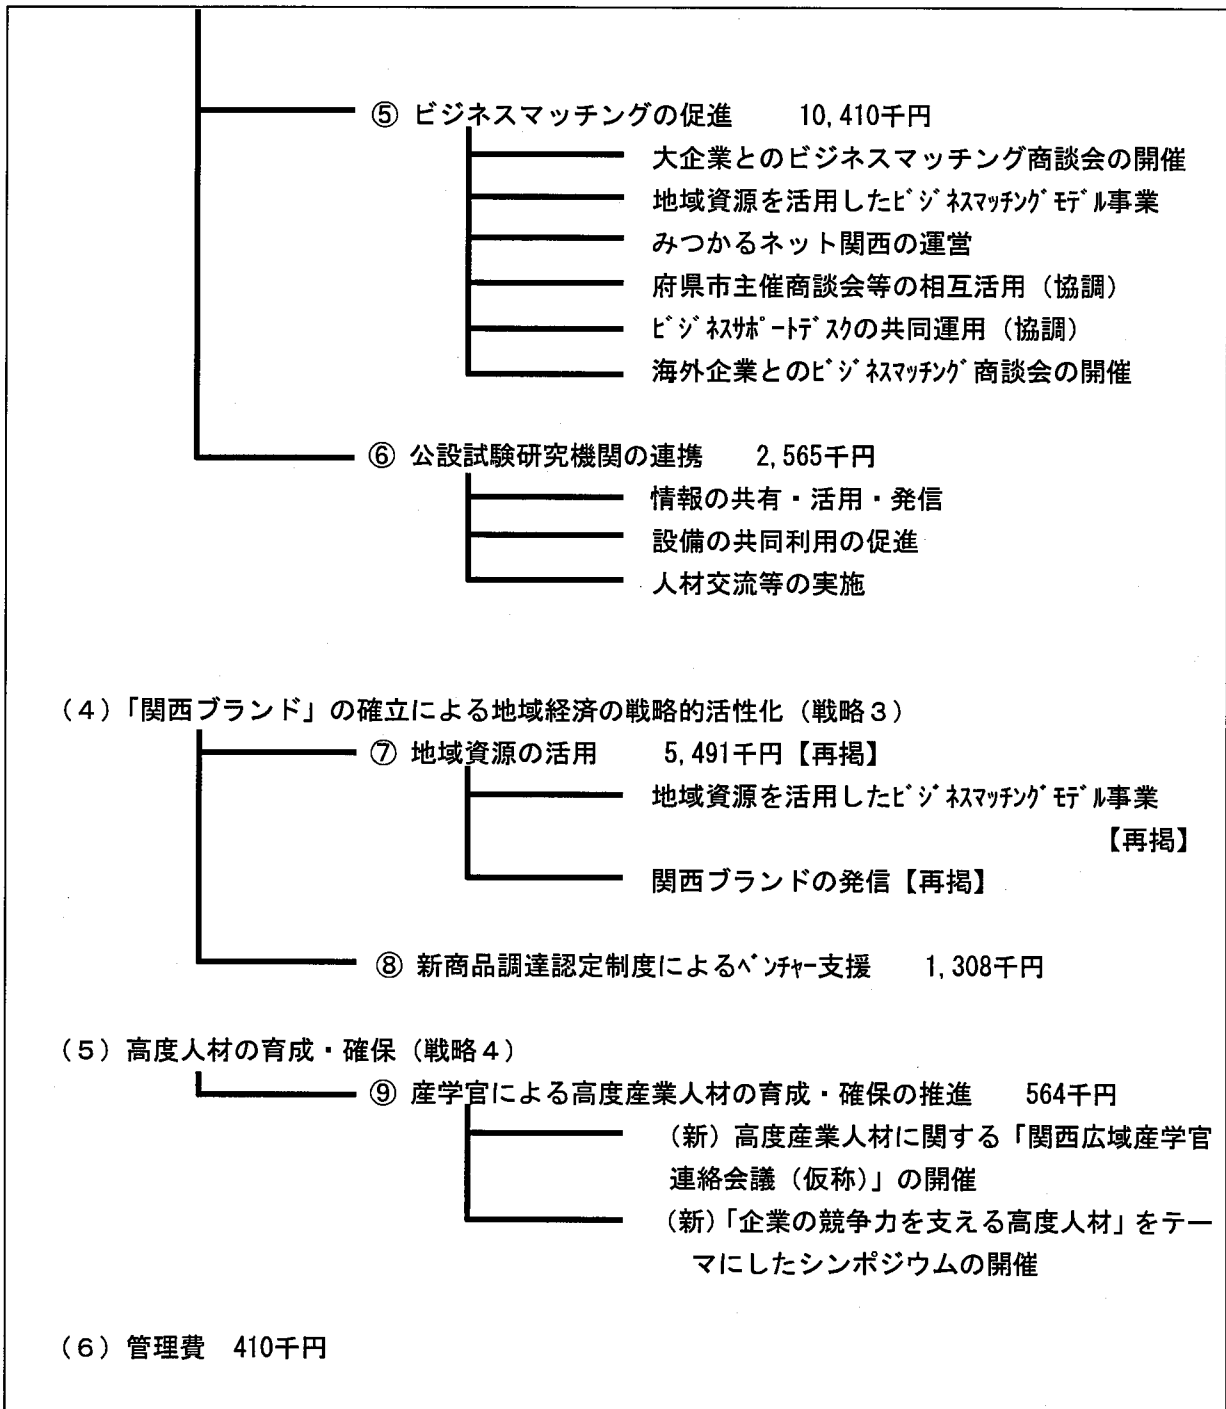 ⑤ ビジネスマッチングの促進　　10,410千円
大企業とのビジネスマッチング商談会の開催
地域資源を活用したﾋﾞｼﾞﾈｽﾏｯﾁﾝｸﾞﾓﾃﾞﾙ事業
みつかるネット関西の運営
府県市主催商談会等の相互活用（協調）
ﾋﾞｼﾞﾈｽｻﾎﾟｰﾄﾃﾞｽｸの共同運用（協調）
海外企業とのﾋﾞｼﾞﾈｽﾏｯﾁﾝｸﾞ商談会の開催
⑥ 公設試験研究機関の連携　　2,565千円
情報の共有・活用・発信
設備の共同利用の促進
人材交流等の実施
（4）「関西ブランド」の確立による地域経済の戦略的活性化（戦略３）
⑦ 地域資源の活用　　5,491千円【再掲】
地域資源を活用したﾋﾞｼﾞﾈｽﾏｯﾁﾝｸﾞﾓﾃﾞﾙ事業
【再掲】
関西ブランドの発信【再掲】
⑧ 新商品調達認定制度によるﾍﾞﾝﾁｬｰ支援　　1,308千円
（5）高度人材の育成・確保（戦略４）
⑨ 産学官による高度産業人材の育成・確保の推進　　564千円
（新）高度産業人材に関する「関西広域産学官
連絡会議（仮称）」の開催
（新）「企業の競争力を支える高度人材」をテー
マにしたシンポジウムの開催
（6）管理費　410千円